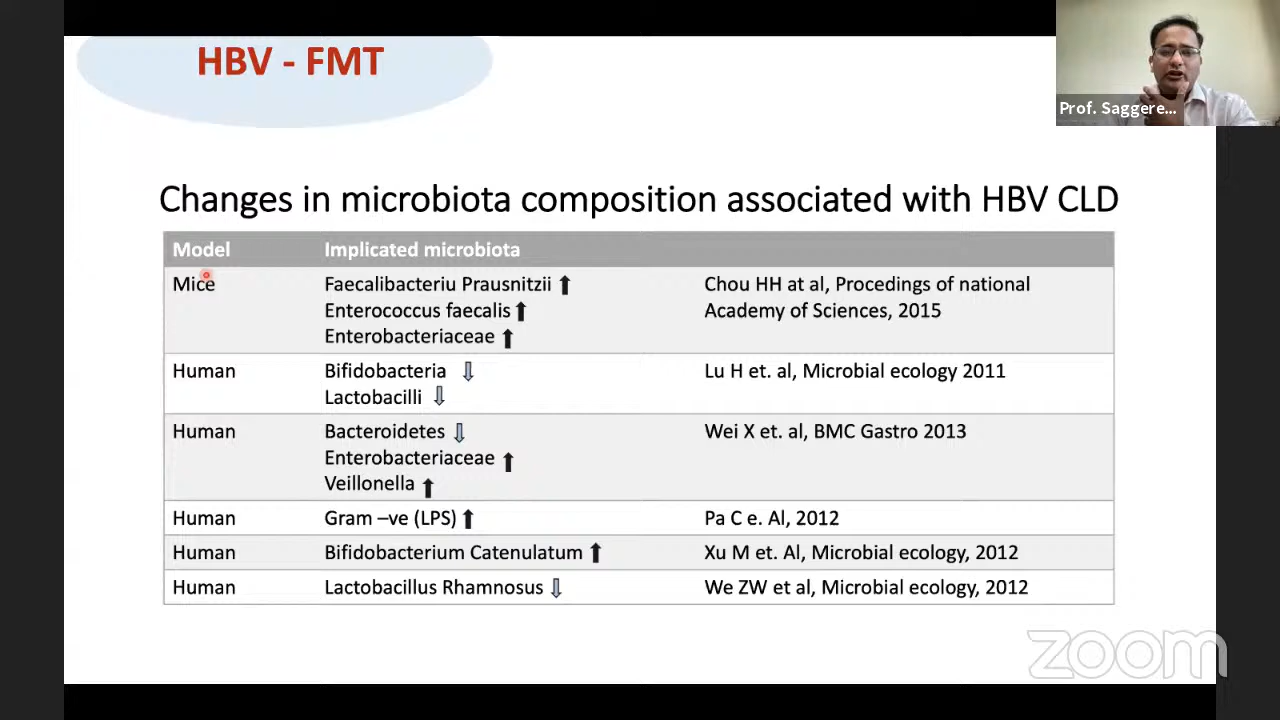 HBV - FMT
Prof. Saggere...
Changes in microbiota composition associated with HBV CLD
Model Implicated microbiota
Mice Faecalibacteriu Prausnitzii ⬆ Chou HH at al, Procedings of national
Enterococcus faecalis ⬆ Academy of Sciences, 2015
Enterobacteriaceae ⬆
Human Bifidobacteria ⇩ Lu H et. al, Microbial ecology 2011
Lactobacilli ⇩
Human Bacteroidetes ⇩ Wei X et. al, BMC Gastro 2013
Enterobacteriaceae ⬆
Veillonella ⬆
Human Gram –ve (LPS) ⬆ Pa C e. Al, 2012
Human Bifidobacterium Catenulatum ⬆ Xu M et. Al, Microbial ecology, 2012
Human Lactobacillus Rhamnosus ⇩ We ZW et al, Microbial ecology, 2012
zoom